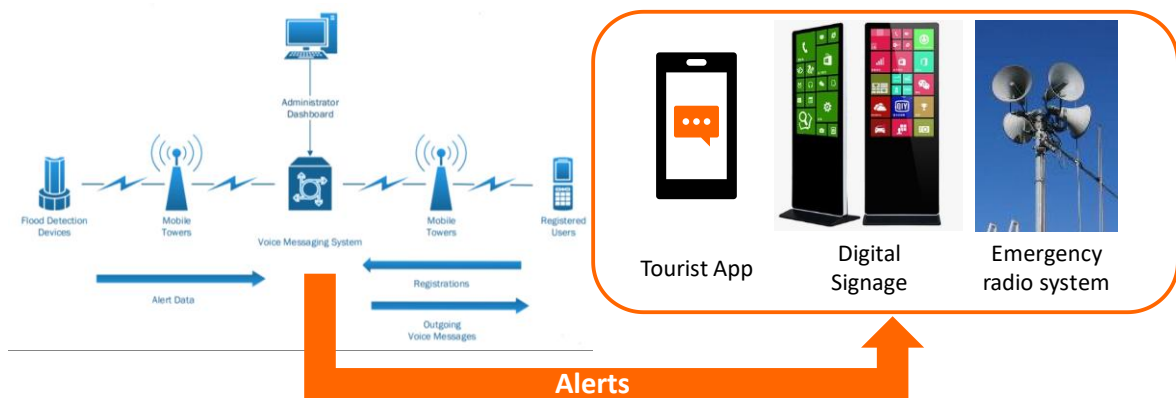 Administrator
Dashboard
Flood Detection
Devices
Mobile
Towers
Voice Messaging System
Mobile
Towers
Registered
Users
Alert Data
Registrations
Outgoing
Voice Messages
Tourist App
Digital
Signage
Emergency
radio system
Alerts